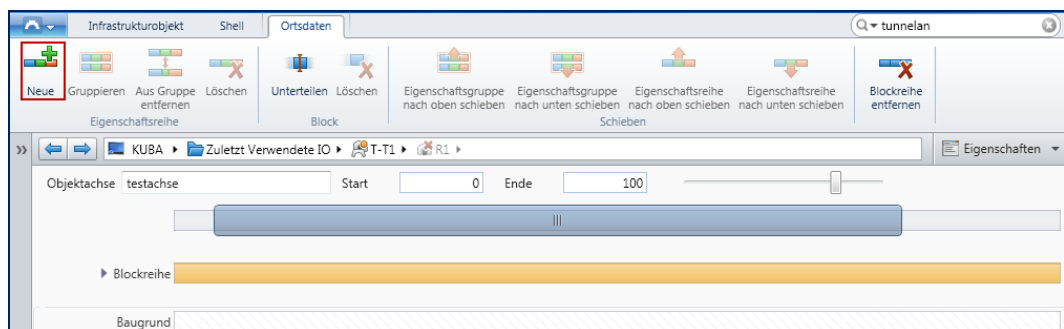 Infrastrukturobjekt Shell Ortsdaten tunnelan
Neue Gruppieren Aus Gruppe entfernen Löschen Unterteilen Löschen Eigenschaftsgruppe nach oben schieben Eigenschaftsgruppe nach unten schieben Eigenschaftsreihe nach oben schieben Eigenschaftsreihe nach unten schieben Blockreihe entfernen
Eigenschaftsreihe Block Schieben
KUBA Zuletzt Verwendete IO T-T1 R1 Eigenschaften
Objektachse testachse Start 0 Ende 100
Blockreihe
Baugrund